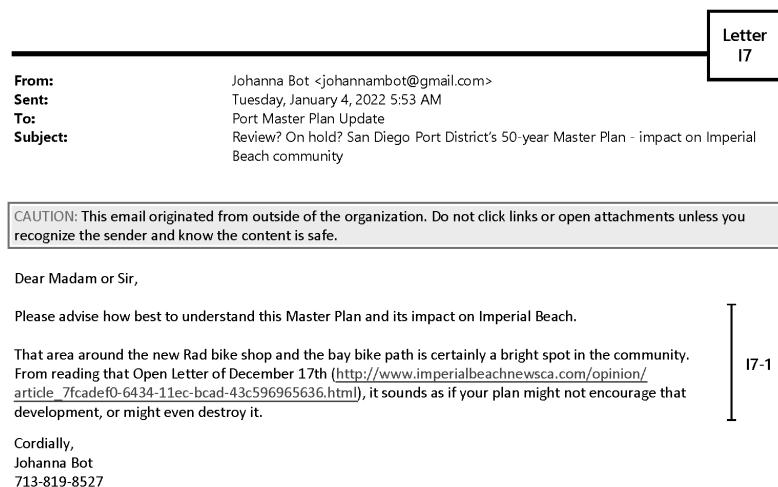 Letter
I7
From: Johanna Bot <johannambot@gmail.com>
Sent: Tuesday, January 4, 2022 5:53 AM
To: Port Master Plan Update
Subject: Review? On hold? San Diego Port District's 50-year Master Plan - impact on Imperial
Beach community
CAUTION: This email originated from outside of the organization. Do not click links or open attachments unless you
recognize the sender and know the content is safe.
Dear Madam or Sir,
Please advise how best to understand this Master Plan and its impact on Imperial Beach.
That area around the new Rad bike shop and the bay bike path is certainly a bright spot in the community.
From reading that Open Letter of December 17th (http://www.imperialbeachnewsca.com/opinion/
article_7fcadef0-6434-11ec-bcad-43c596965636.html), it sounds as if your plan might not encourage that
development, or might even destroy it.
I7-1
Cordially,
Johanna Bot
713-819-8527